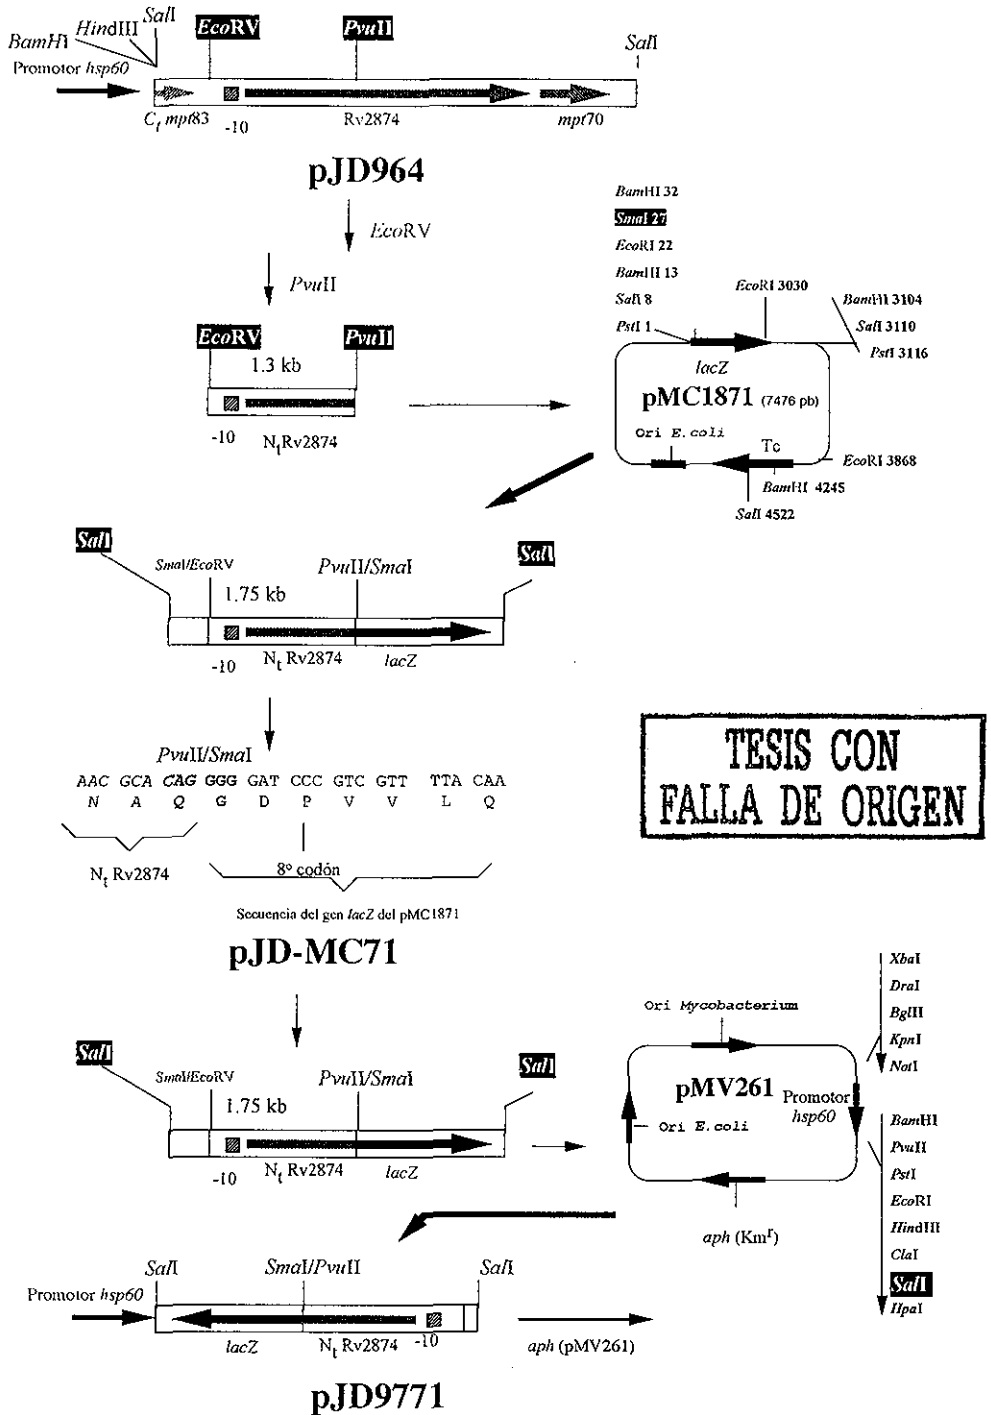 SalI
HindIII
BamHI
EcoRV
PvuII
SalI
Promotor hsp60
Ct mpt83
-10
Rv2874
mpt70
pJD964
EcoRV
PvuII
EcoRV
PvuII
1.3 kb
-10
Nt Rv2874
BamHI 32
SmaI 27
EcoRI 22
BamHI 13
SalI 8
PstI 1
EcoRI 3030
BamHI 3104
SalI 3110
PstI 3116
lacZ
pMC1871 (7476 pb)
Ori E.coli
Tc
EcoRI 3868
BamHI 4245
SalI 4522
SalI
SmaI/EcoRV
PvuII/SmaI
SalI
1.75 kb
-10
Nt Rv2874
lacZ
PvuII/SmaI
AAC GCA CAG GGG GAT CCC GTC GTT TTA CAA
N A Q G D P V V L Q
Nt Rv2874
8º codón
Secuencia del gen lacZ del pMC1871
pJD-MC71
TESIS CON
FALLA DE ORIGEN
SalI
SmaI/EcoRV
PvuII/SmaI
SalI
1.75 kb
-10
Nt Rv2874
lacZ
Ori Mycobacterium
pMV261
Promotor
hsp60
Ori E.coli
aph (Kmr)
XbaI
DraI
BglII
KpnI
NotI
BamHI
PvuII
PstI
EcoRI
HindIII
ClaI
SalI
HpaI
SalI
SmaI/PvuII
SalI
Promotor hsp60
lacZ
Nt Rv2874
-10
aph (pMV261)
pJD9771